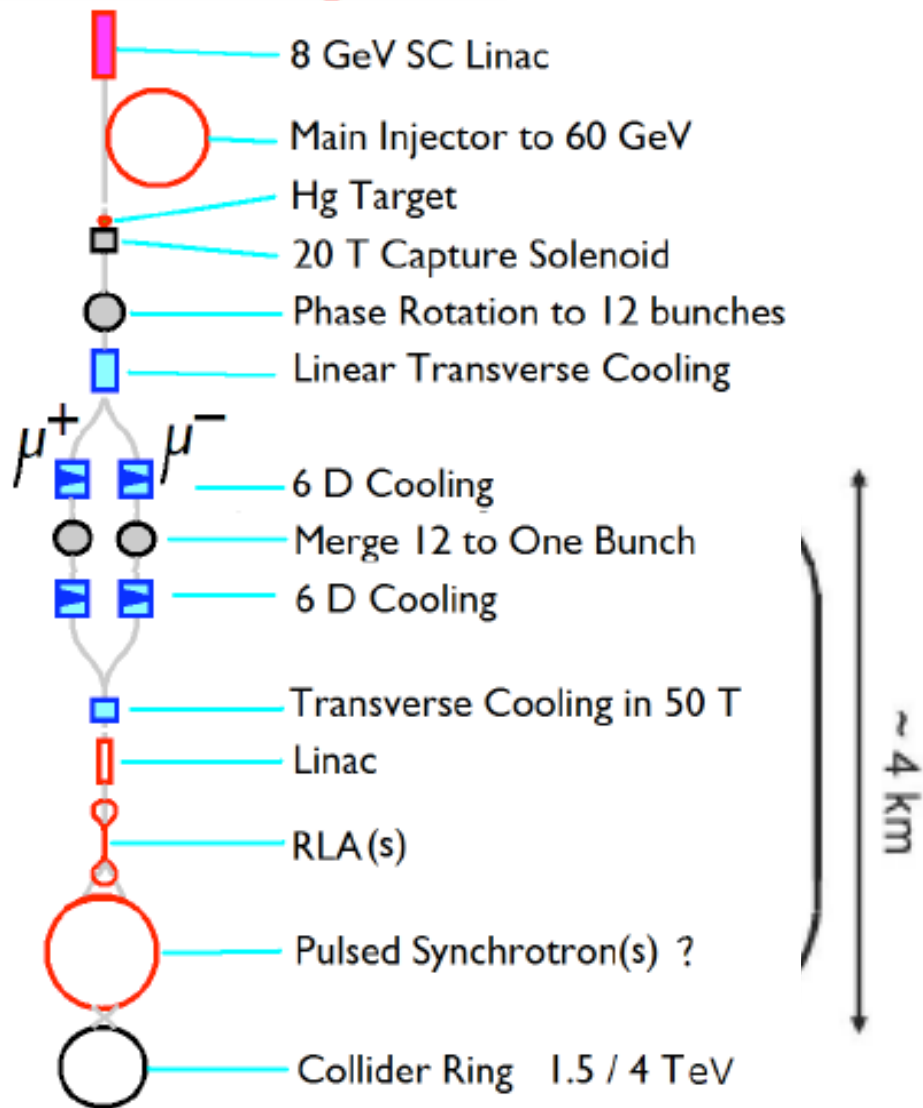 8 GeV SC Linac
Main Injector to 60 GeV
Hg Target
20 T Capture Solenoid
Phase Rotation to 12 bunches
Linear Transverse Cooling
μ+ μ−
6 D Cooling
Merge 12 to One Bunch
6 D Cooling
Transverse Cooling in 50 T
Linac
RLA(s)
Pulsed Synchrotron(s) ?
Collider Ring 1.5 / 4 TeV
~ 4 km